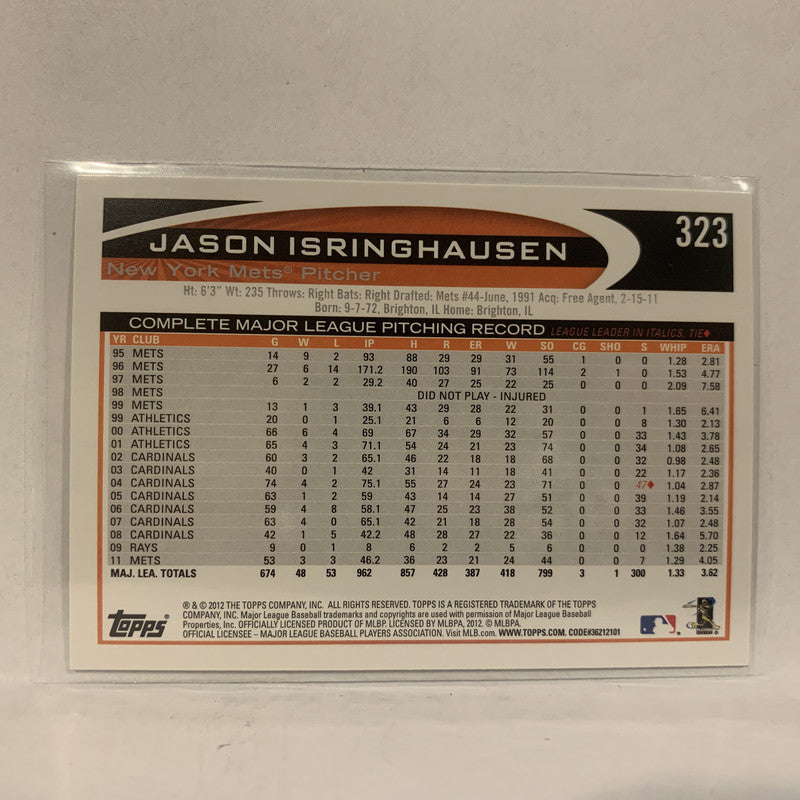 323
JASON ISRINGHAUSEN
New York Mets® Pitcher
Ht: 6'3" Wt: 235 Throws: Right Bats: Right Drafted: Mets #44-June, 1991 Acq: Free Agent, 2-15-11
Born: 9-7-72, Brighton, IL Home: Brighton, IL
COMPLETE MAJOR LEAGUE PITCHING RECORD LEAGUE LEADER IN ITALICS, TIE♦
YR CLUB G W L IP H R ER W SO CG SHO S WHIP ERA
95 METS 14 9 2 93 88 29 29 31 55 1 0 0 1.28 2.81
96 METS 27 6 14 171.2 190 103 91 73 114 2 1 0 1.53 4.77
97 METS 6 2 2 29.2 40 27 25 22 25 0 0 0 2.09 7.58
98 METS DID NOT PLAY - INJURED
99 METS 13 1 3 39.1 43 29 28 22 31 0 0 1 1.65 6.41
99 ATHLETICS 20 0 1 25.1 21 6 6 12 20 0 0 8 1.30 2.13
00 ATHLETICS 66 6 4 69 67 34 29 32 57 0 0 33 1.43 3.78
01 ATHLETICS 65 4 3 71.1 54 24 21 23 74 0 0 34 1.08 2.65
02 CARDINALS 60 3 2 65.1 46 22 18 18 68 0 0 32 0.98 2.48
03 CARDINALS 40 0 1 42 31 14 11 18 41 0 0 22 1.17 2.36
04 CARDINALS 74 4 2 75.1 55 27 24 23 71 0 0 47♦ 1.04 2.87
05 CARDINALS 63 1 2 59 43 14 14 27 51 0 0 39 1.19 2.14
06 CARDINALS 59 4 8 58.1 47 25 23 38 52 0 0 33 1.46 3.55
07 CARDINALS 63 4 0 65.1 42 21 18 28 54 0 0 32 1.07 2.48
08 CARDINALS 42 1 5 42.2 48 28 27 22 36 0 0 12 1.64 5.70
09 RAYS 9 0 1 8 6 2 2 5 6 0 0 0 1.38 2.25
11 METS 53 3 3 46.2 36 23 21 24 44 0 0 7 1.29 4.05
MAJ. LEA. TOTALS 674 48 53 962 857 428 387 418 799 3 1 300 1.33 3.62
topps®
® & © 2012 THE TOPPS COMPANY, INC. ALL RIGHTS RESERVED. TOPPS IS A REGISTERED TRADEMARK OF THE TOPPS
COMPANY, INC. Major League Baseball trademarks and copyrights are used with permission of Major League Baseball
Properties, Inc. OFFICIALLY LICENSED PRODUCT OF MLBP. LICENSED BY MLBPA, 2012. © MLBPA.
OFFICIAL LICENSEE – MAJOR LEAGUE BASEBALL PLAYERS ASSOCIATION. Visit MLB.com. WWW.TOPPS.COM. CODE#36212101